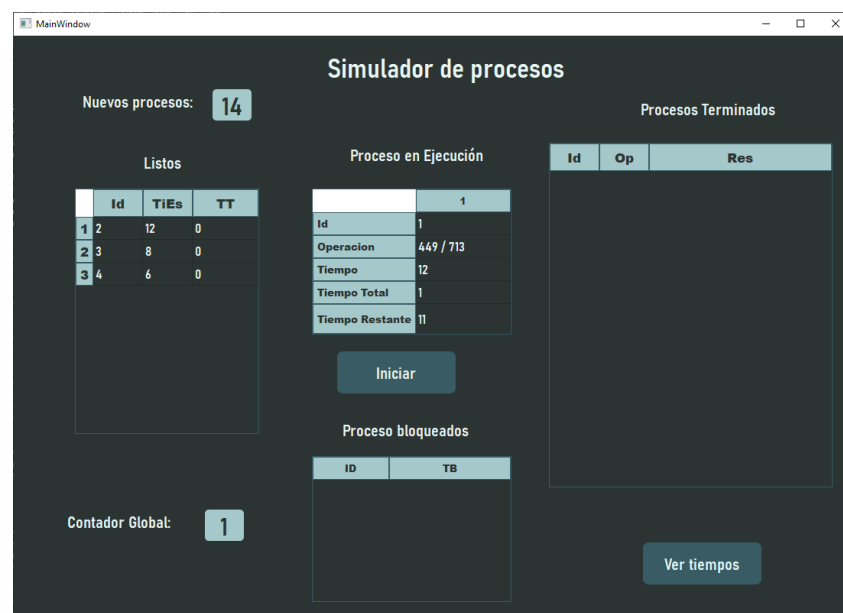 MainWindow
Simulador de procesos
Nuevos procesos: 14
Listos
Id TiEs TT
1 2 12 0
2 3 8 0
3 4 6 0
Contador Global: 1
Proceso en Ejecución
1
Id 1
Operacion 449 / 713
Tiempo 12
Tiempo Total 1
Tiempo Restante 11
Iniciar
Proceso bloqueados
ID TB
Procesos Terminados
Id Op Res
Ver tiempos